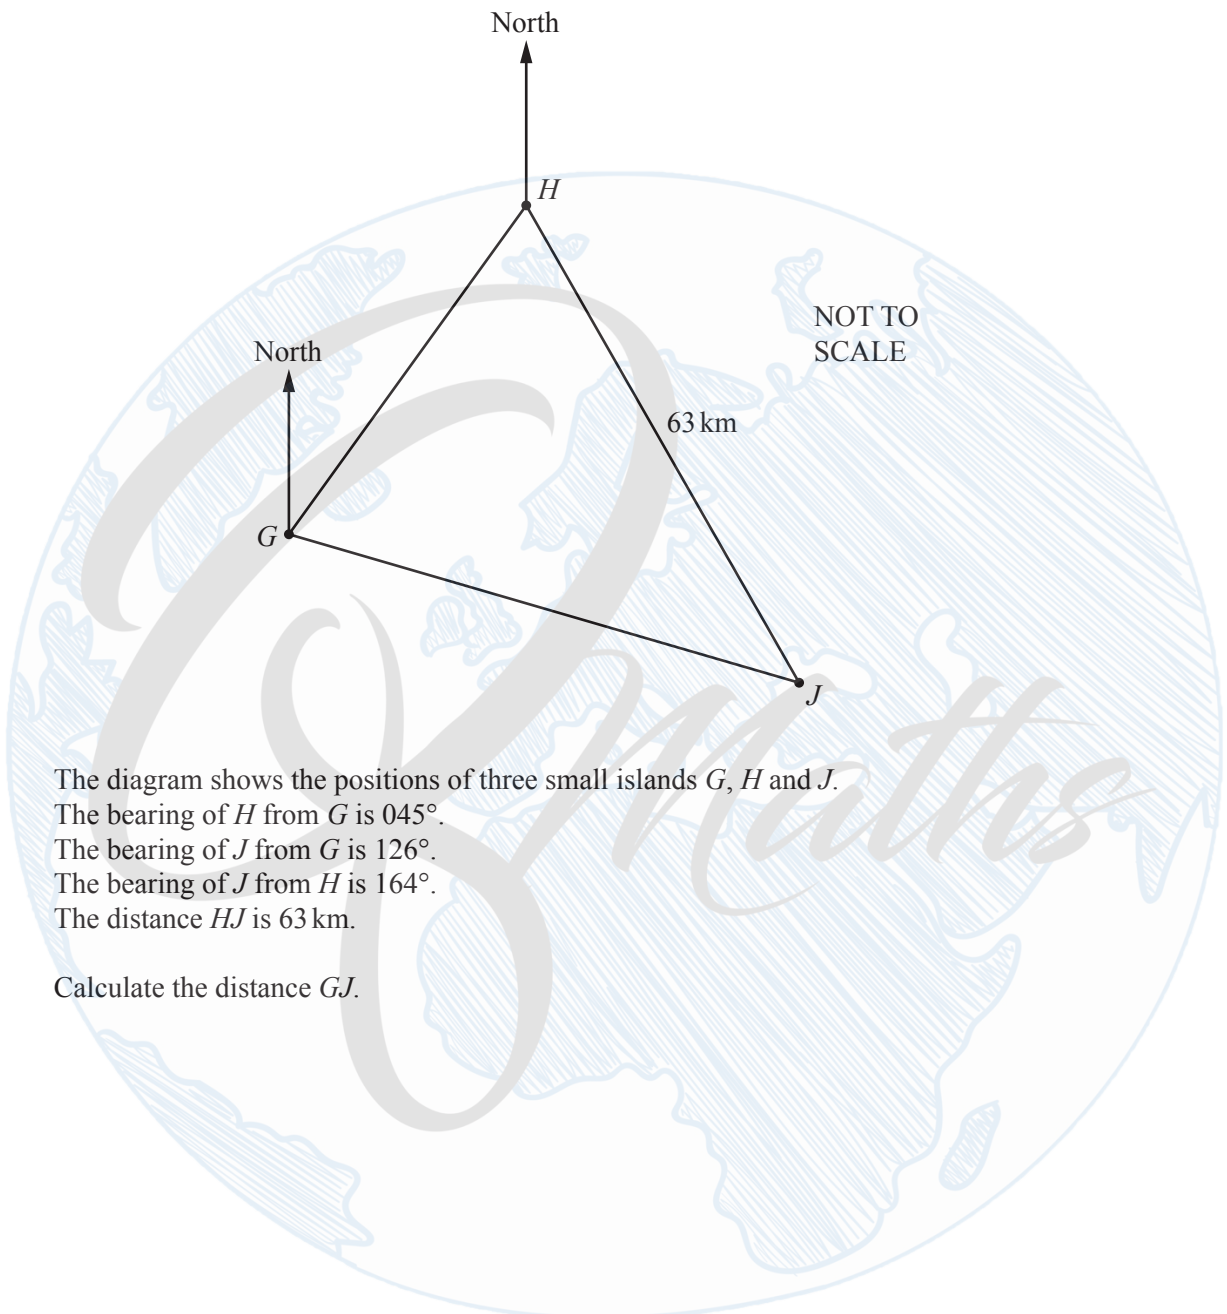 North
H
NOT TO
SCALE
North
63 km
G
J
The diagram shows the positions of three small islands G, H and J.
The bearing of H from G is 045°.
The bearing of J from G is 126°.
The bearing of J from H is 164°.
The distance HJ is 63 km.
Calculate the distance GJ.
Maths